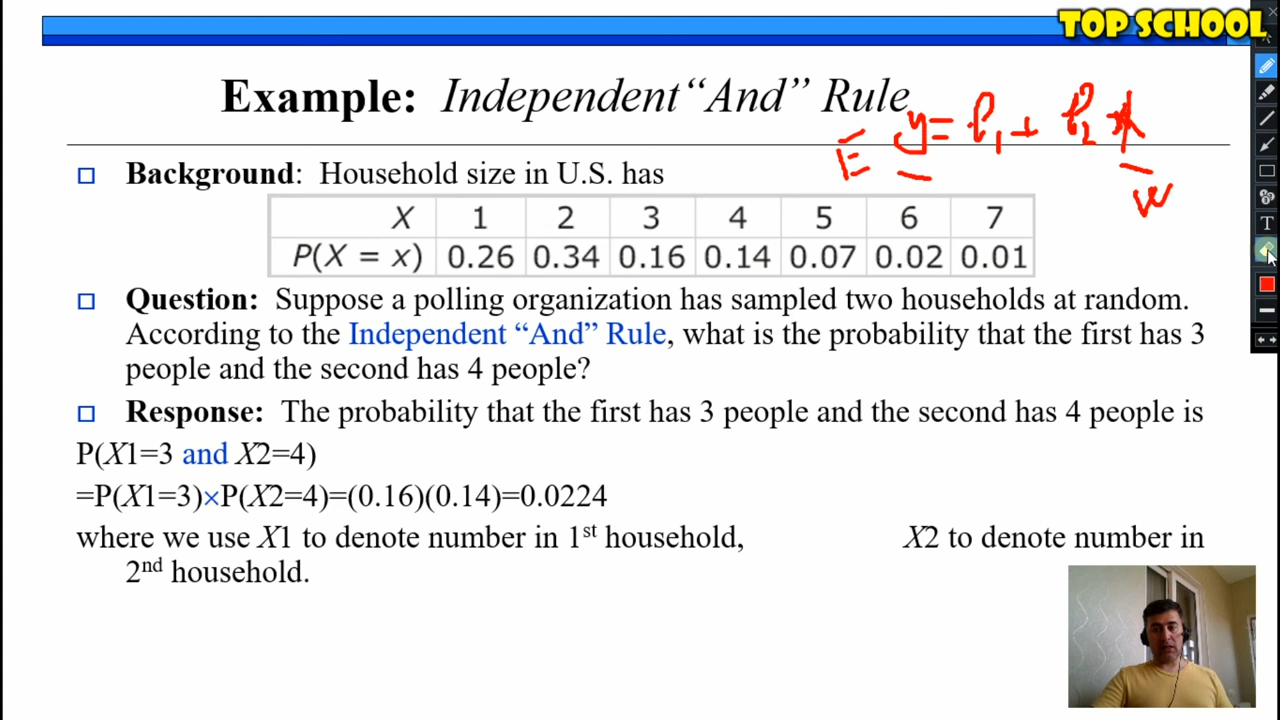 TOP SCHOOL
Example: Independent “And” Rule
E y = β₁ + β₂ x
w
Background: Household size in U.S. has
X 1 2 3 4 5 6 7
P(X = x) 0.26 0.34 0.16 0.14 0.07 0.02 0.01
Question: Suppose a polling organization has sampled two households at random.
According to the Independent “And” Rule, what is the probability that the first has 3
people and the second has 4 people?
Response: The probability that the first has 3 people and the second has 4 people is
P(X1=3 and X2=4)
=P(X1=3)×P(X2=4)=(0.16)(0.14)=0.0224
where we use X1 to denote number in 1st household, X2 to denote number in
2nd household.
T